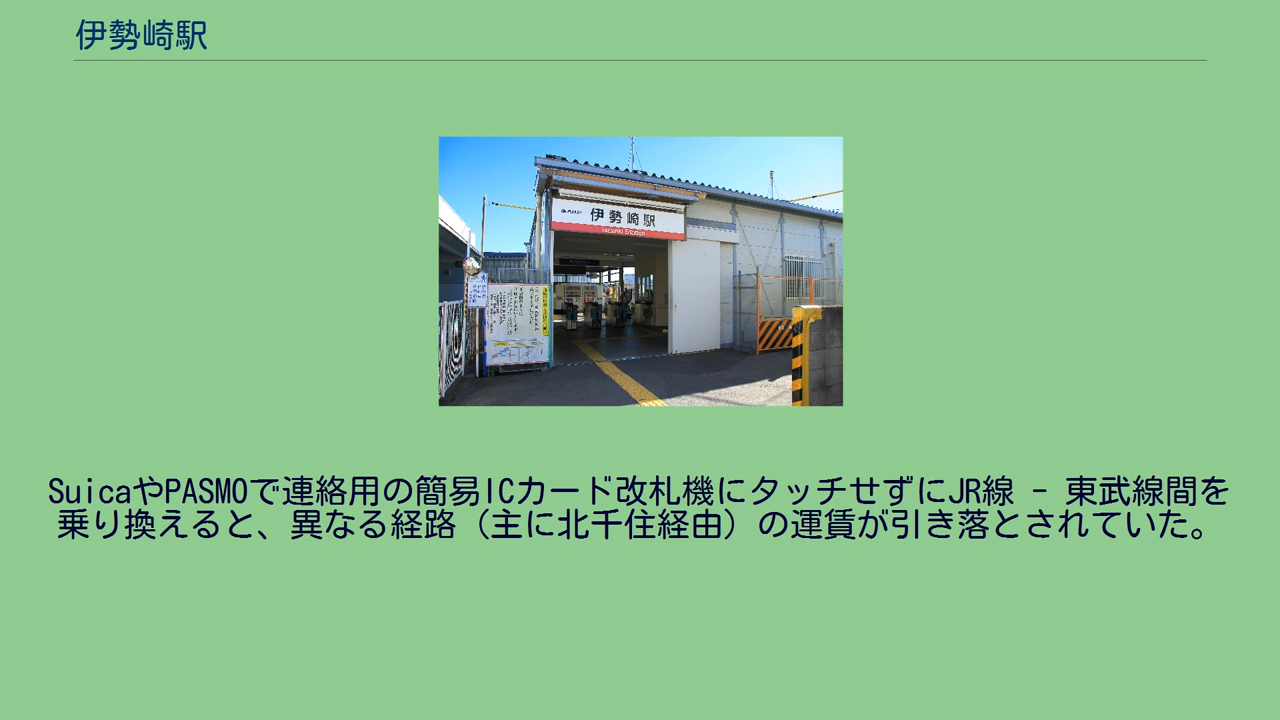 伊勢崎駅
伊勢崎駅
Isesaki Station
SuicaやPASMOで連絡用の簡易ICカード改札機にタッチせずにJR線 - 東武線間を
乗り換えると、異なる経路（主に北千住経由）の運賃が引き落とされていた。